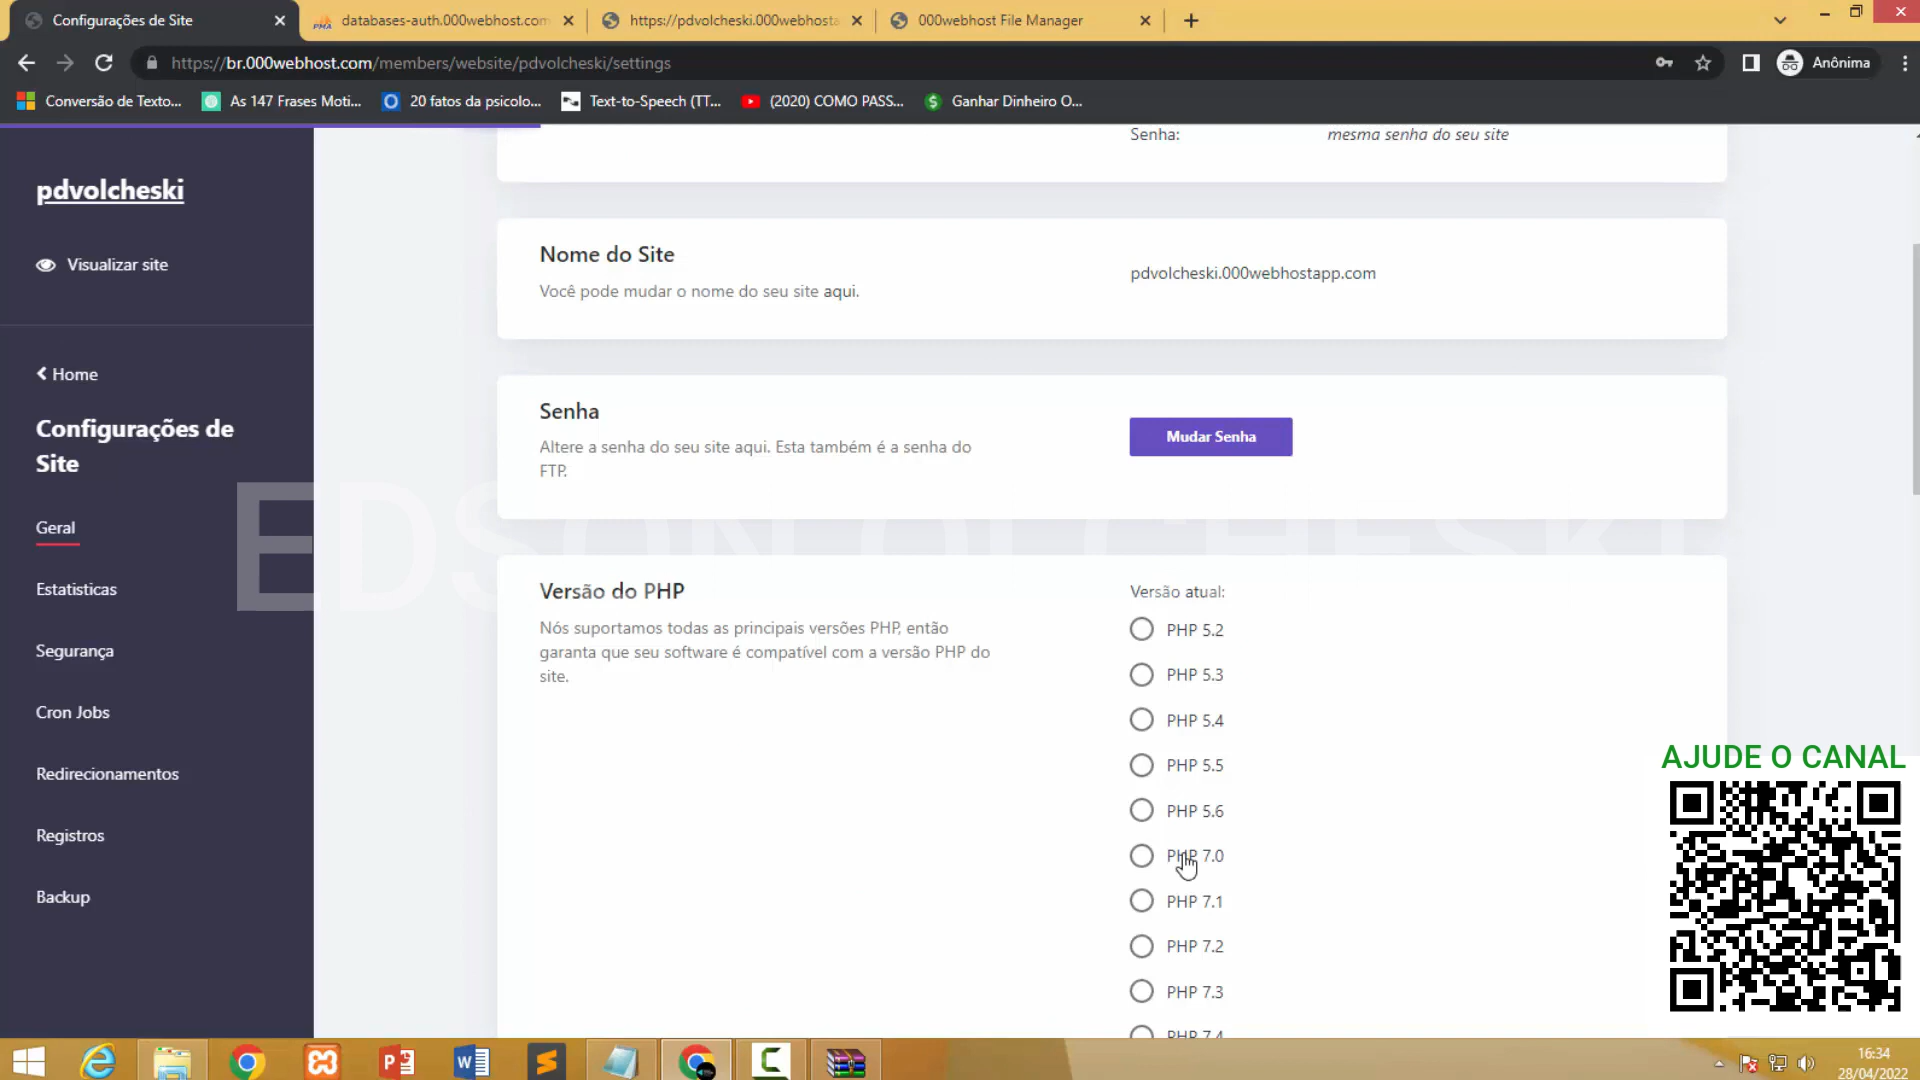 Configurações de Site
databases-auth.000webhost.com
https://pdvolcheski.000webhosta
000webhost File Manager
https://br.000webhost.com/members/website/pdvolcheski/settings
Anônima
Conversão de Texto...
As 147 Frases Moti...
20 fatos da psicolo...
Text-to-Speech (TT...
(2020) COMO PASS...
Ganhar Dinheiro O...
pdvolcheski
Visualizar site
Home
Configurações de
Site
Geral
Estatisticas
Segurança
Cron Jobs
Redirecionamentos
Registros
Backup
Senha:
mesma senha do seu site
Nome do Site
Você pode mudar o nome do seu site aqui.
pdvolcheski.000webhostapp.com
Senha
Altere a senha do seu site aqui. Esta também é a senha do
FTP.
Mudar Senha
Versão do PHP
Nós suportamos todas as principais versões PHP, então
garanta que seu software é compatível com a versão PHP do
site.
Versão atual:
PHP 5.2
PHP 5.3
PHP 5.4
PHP 5.5
PHP 5.6
PHP 7.0
PHP 7.1
PHP 7.2
PHP 7.3
PHP 7.4
AJUDE O CANAL
16:34
28/04/2022